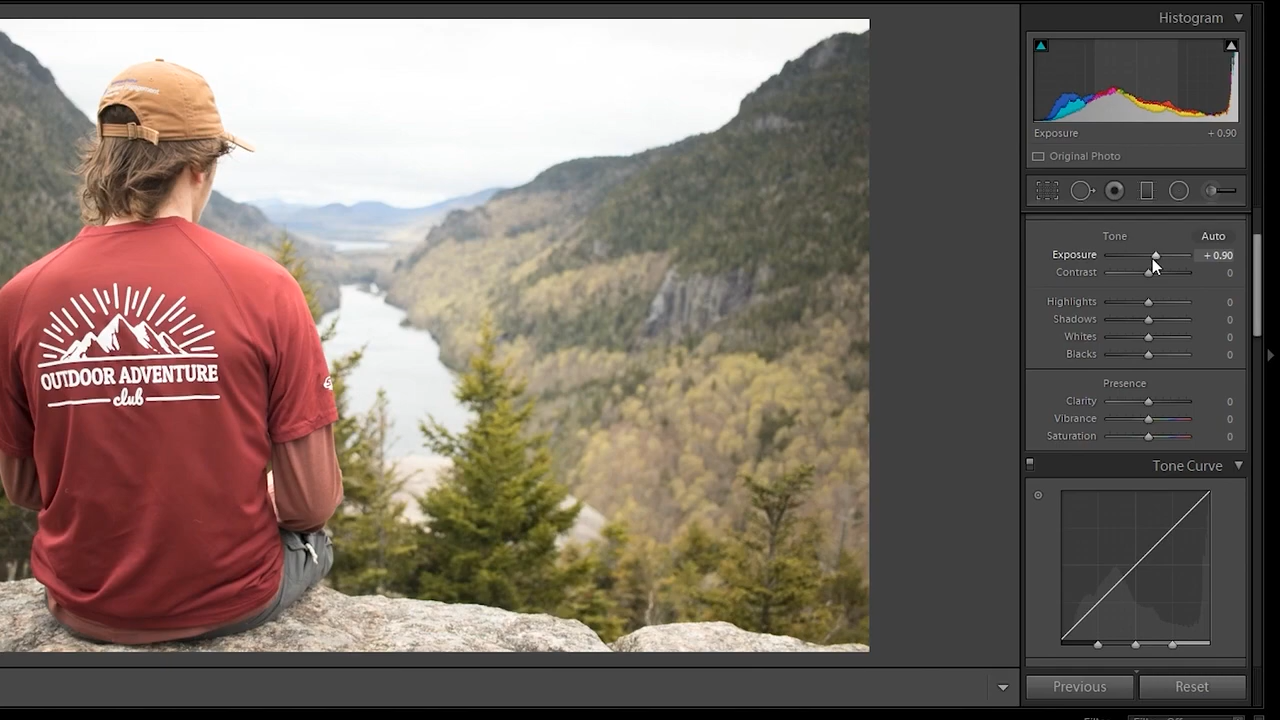 Histogram
Exposure + 0.90
Original Photo
Tone Auto
Exposure + 0.90
Contrast 0
Highlights 0
Shadows 0
Whites 0
Blacks 0
Presence
Clarity 0
Vibrance 0
Saturation 0
Tone Curve
Previous Reset
OUTDOOR ADVENTURE
club